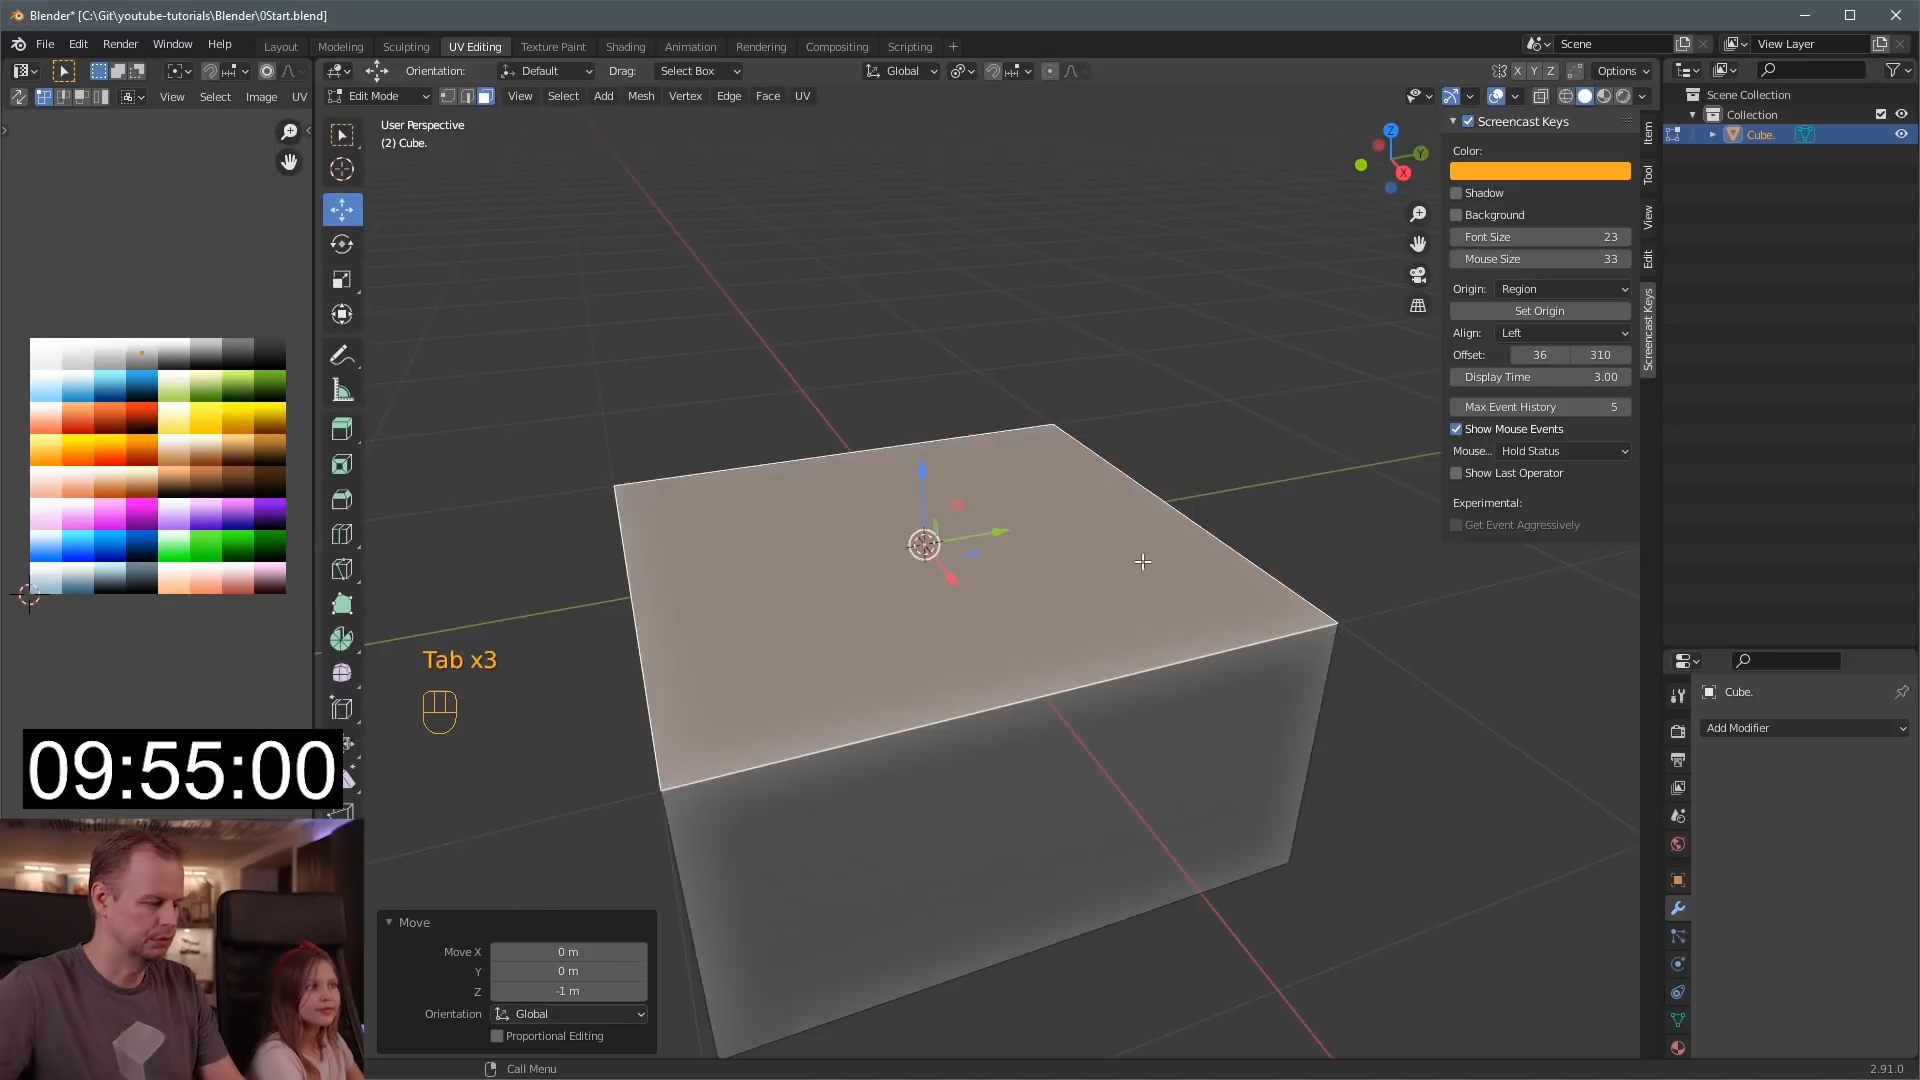 Blender* [C:\Git\youtube-tutorials\Blender\0Start.blend]
File Edit Render Window Help
Layout Modeling Sculpting UV Editing Texture Paint Shading Animation Rendering Compositing Scripting +
Scene
View Layer
Orientation: Default Drag: Select Box
Global
X Y Z Options
View Select Image UV
Edit Mode View Select Add Mesh Vertex Edge Face UV
User Perspective
(2) Cube.
Z
Y
X
Screencast Keys
Color:
Shadow
Background
Font Size 23
Mouse Size 33
Origin: Region
Set Origin
Align: Left
Offset: 36 310
Display Time 3.00
Max Event History 5
Show Mouse Events
Mouse... Hold Status
Show Last Operator
Experimental:
Get Event Aggressively
Item
Tool
View
Edit
Screencast Keys
Scene Collection
Collection
Cube.
Cube.
Add Modifier
Tab x3
09:55:00
Move
Move X 0 m
Y 0 m
Z -1 m
Orientation Global
Proportional Editing
Call Menu
2.91.0